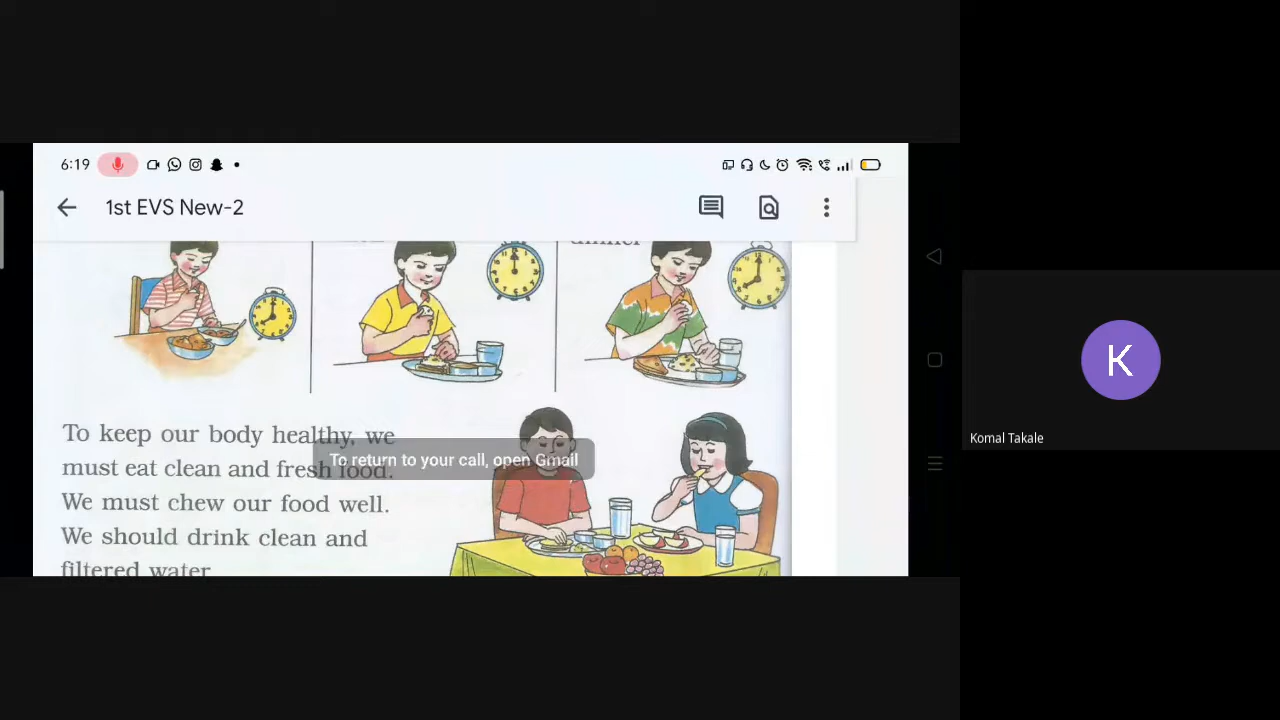 6:19
1st EVS New-2
dinner
To keep our body healthy, we
must eat clean and fresh food.
We must chew our food well.
We should drink clean and
filtered water
To return to your call, open Gmail
K
Komal Takale